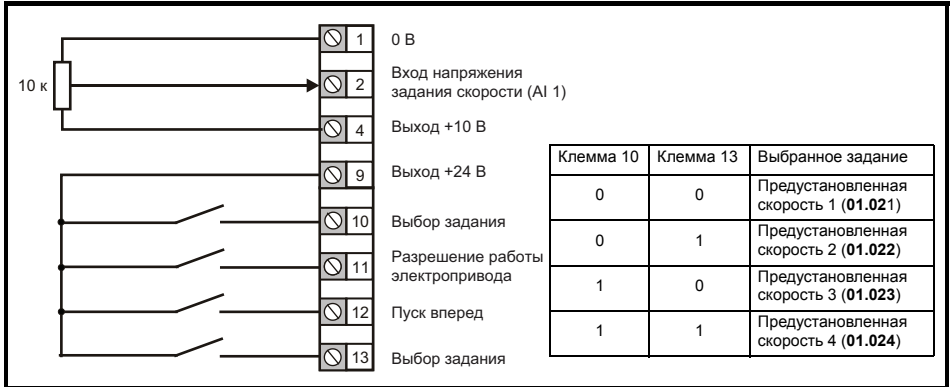 1
0 В
10 к
2
Вход напряжения
задания скорости (AI 1)
4
Выход +10 В
9
Выход +24 В
10
Выбор задания
11
Разрешение работы
электропривода
12
Пуск вперед
13
Выбор задания
Клемма 10 Клемма 13 Выбранное задание
0 0 Предустановленная
скорость 1 (01.021)
0 1 Предустановленная
скорость 2 (01.022)
1 0 Предустановленная
скорость 3 (01.023)
1 1 Предустановленная
скорость 4 (01.024)